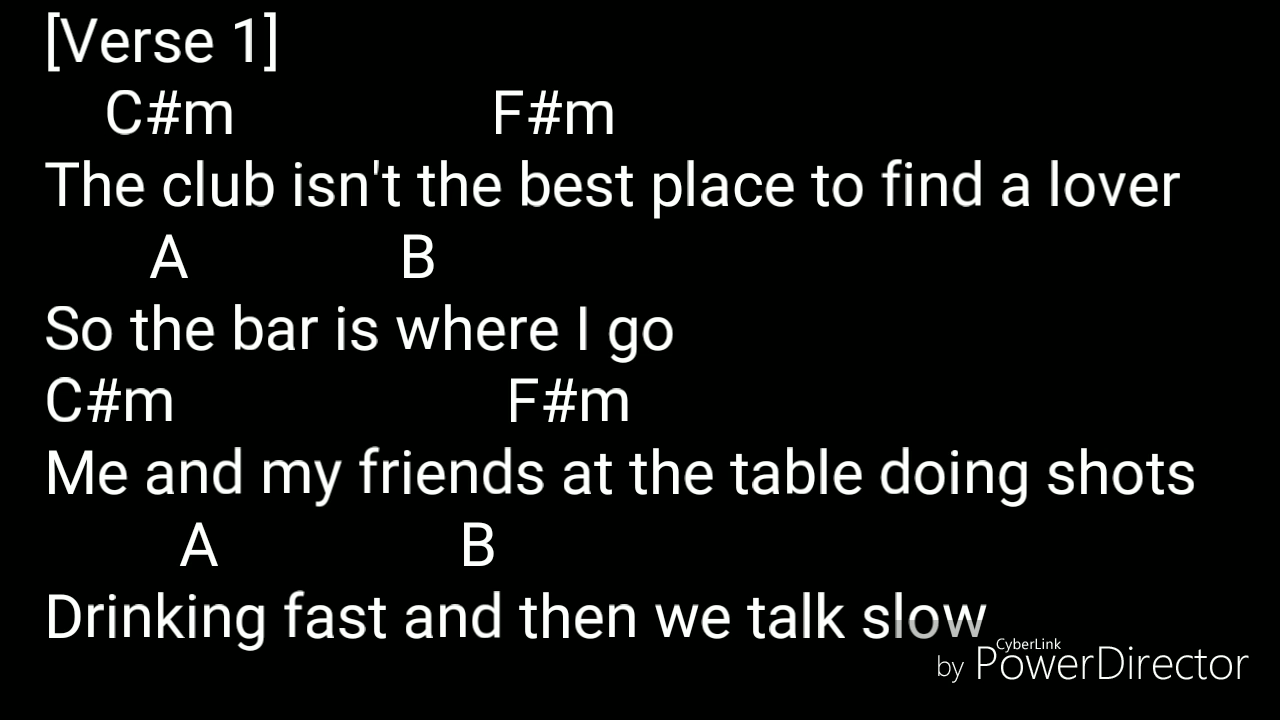 [Verse 1]
C#m F#m
The club isn't the best place to find a lover
A B
So the bar is where I go
C#m F#m
Me and my friends at the table doing shots
A B
Drinking fast and then we talk slow
CyberLink
by PowerDirector